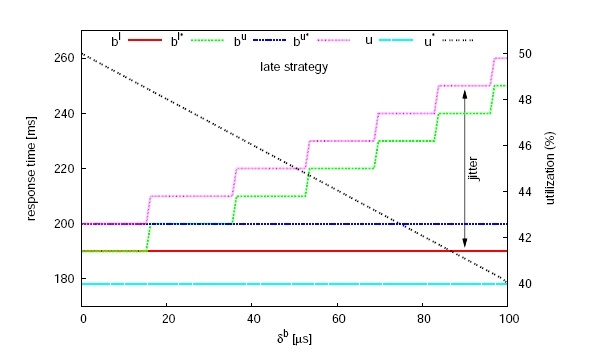 b^l b^l* b^u b^u* u u*
late strategy
260
240
220
200
180
response time [ms]
50
48
46
44
42
40
utilization (%)
jitter
0 20 40 60 80 100
δ^b [µs]